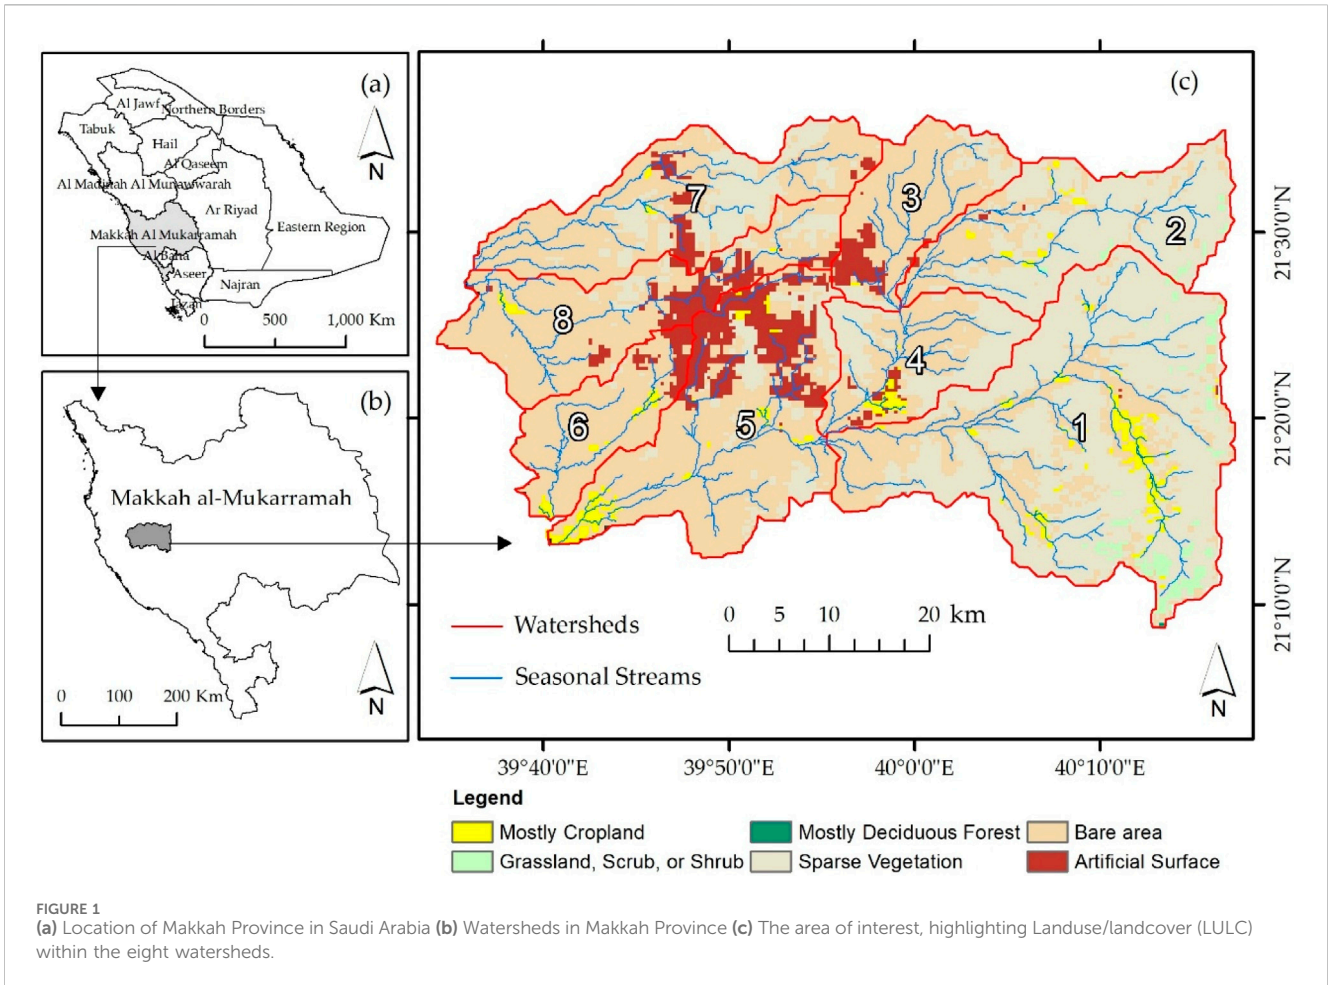 (a)
Al Jawf
Northern Borders
Tabuk
Hail
Al Qaseem
Al Madinah Al Munawwarah
Ar Riyad
Eastern Region
Makkah Al Mukarramah
Al Baha
Aseer
Najran
Jizan
N
0 500 1,000 Km
(b)
Makkah al-Mukarramah
0 100 200 Km
N
(c)
1
2
3
4
5
6
7
8
21°30'0"N
21°20'0"N
21°10'0"N
0 5 10 20 km
Watersheds
Seasonal Streams
N
39°40'0"E 39°50'0"E 40°0'0"E 40°10'0"E
Legend
Mostly Cropland Mostly Deciduous Forest Bare area
Grassland, Scrub, or Shrub Sparse Vegetation Artificial Surface
FIGURE 1
(a) Location of Makkah Province in Saudi Arabia (b) Watersheds in Makkah Province (c) The area of interest, highlighting Landuse/landcover (LULC)
within the eight watersheds.